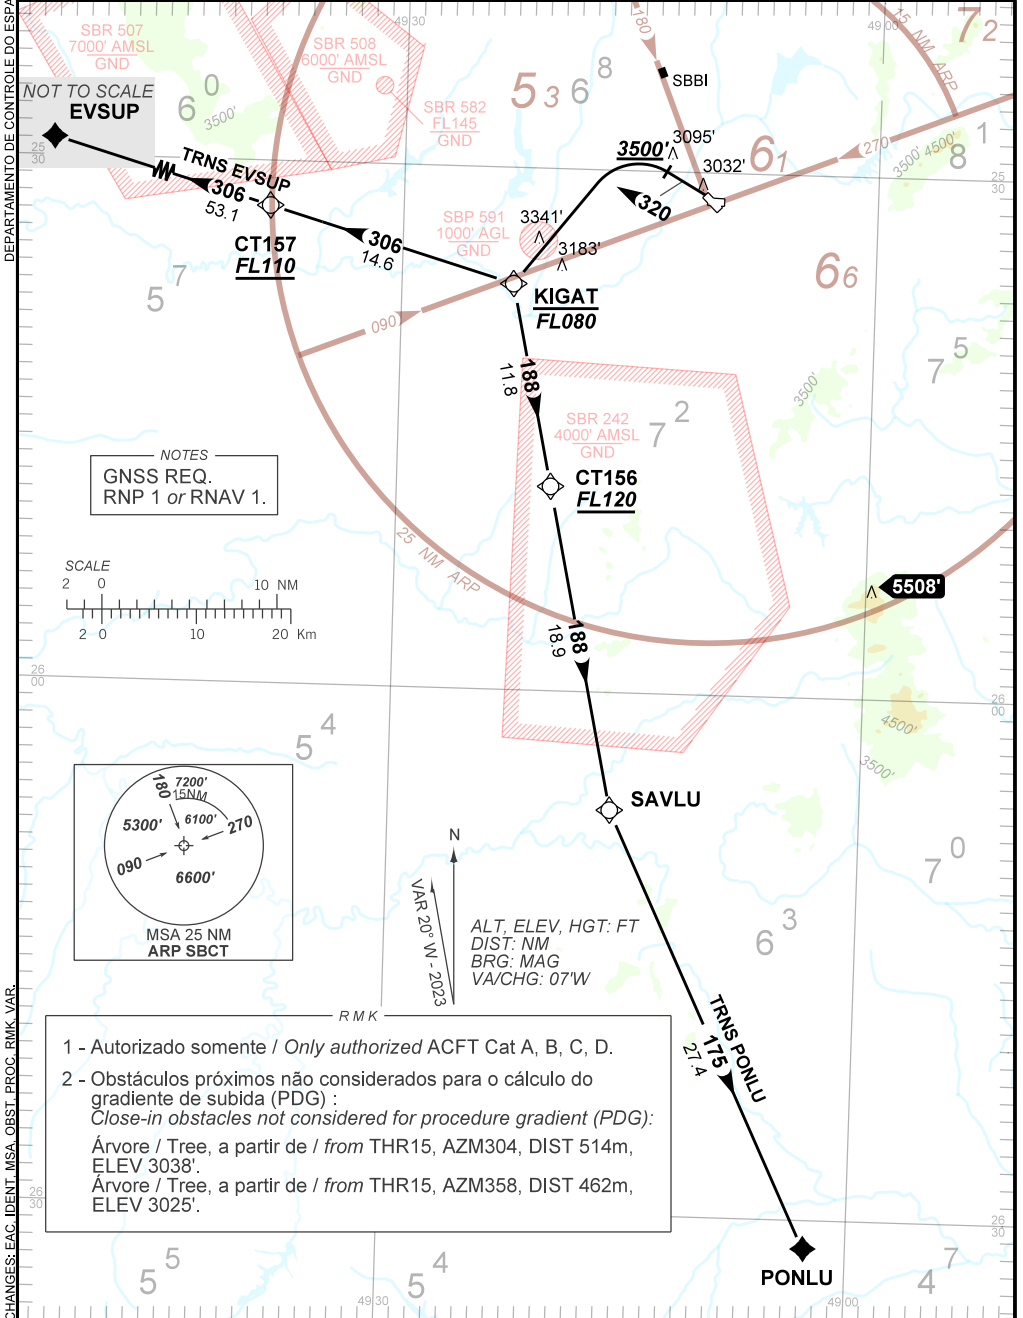 DEPARTAMENTO DE CONTROLE DO ESPA
CHANGES: EAC, IDENT, MSA, OBST, PROC, RMK, VAR.
49 30
49 00
15 NM ARP
7 2
SBR 507
7000' AMSL
GND
SBR 508
6000' AMSL
GND
180
SBBI
NOT TO SCALE
EVSUP
6 0
3500'
5 3
6 8
SBR 582
FL145
GND
3095'
3500'
6 1
3032'
270
3500'
4500'
8 1
25 30
25 30
TRNS EVSUP
306
53.1
320
SBP 591
1000' AGL
GND
3341'
3183'
CT157
FL110
306
14.6
6 6
5 7
KIGAT
FL080
090
188
11.8
7 5
3500'
SBR 242
4000' AMSL
GND
7 2
NOTES
GNSS REQ.
RNP 1 or RNAV 1.
CT156
FL120
25 NM ARP
SCALE
2 0 10 NM
2 0 10 20 Km
5508'
188
18.9
26 00
26 00
5 4
4500'
3500'
180
7200'
15NM
5300'
6100'
270
090
6600'
MSA 25 NM
ARP SBCT
SAVLU
N
VAR 20° W - 2023
ALT, ELEV, HGT: FT
DIST: NM
BRG: MAG
VA/CHG: 07'W
7 0
6 3
TRNS PONLU
175
27.4
RMK
1 - Autorizado somente / Only authorized ACFT Cat A, B, C, D.
2 - Obstáculos próximos não considerados para o cálculo do
gradiente de subida (PDG) :
Close-in obstacles not considered for procedure gradient (PDG):
Árvore / Tree, a partir de / from THR15, AZM304, DIST 514m,
ELEV 3038'.
Árvore / Tree, a partir de / from THR15, AZM358, DIST 462m,
ELEV 3025'.
26 30
26 30
PONLU
5 5
5 4
4 7
49 30
49 00